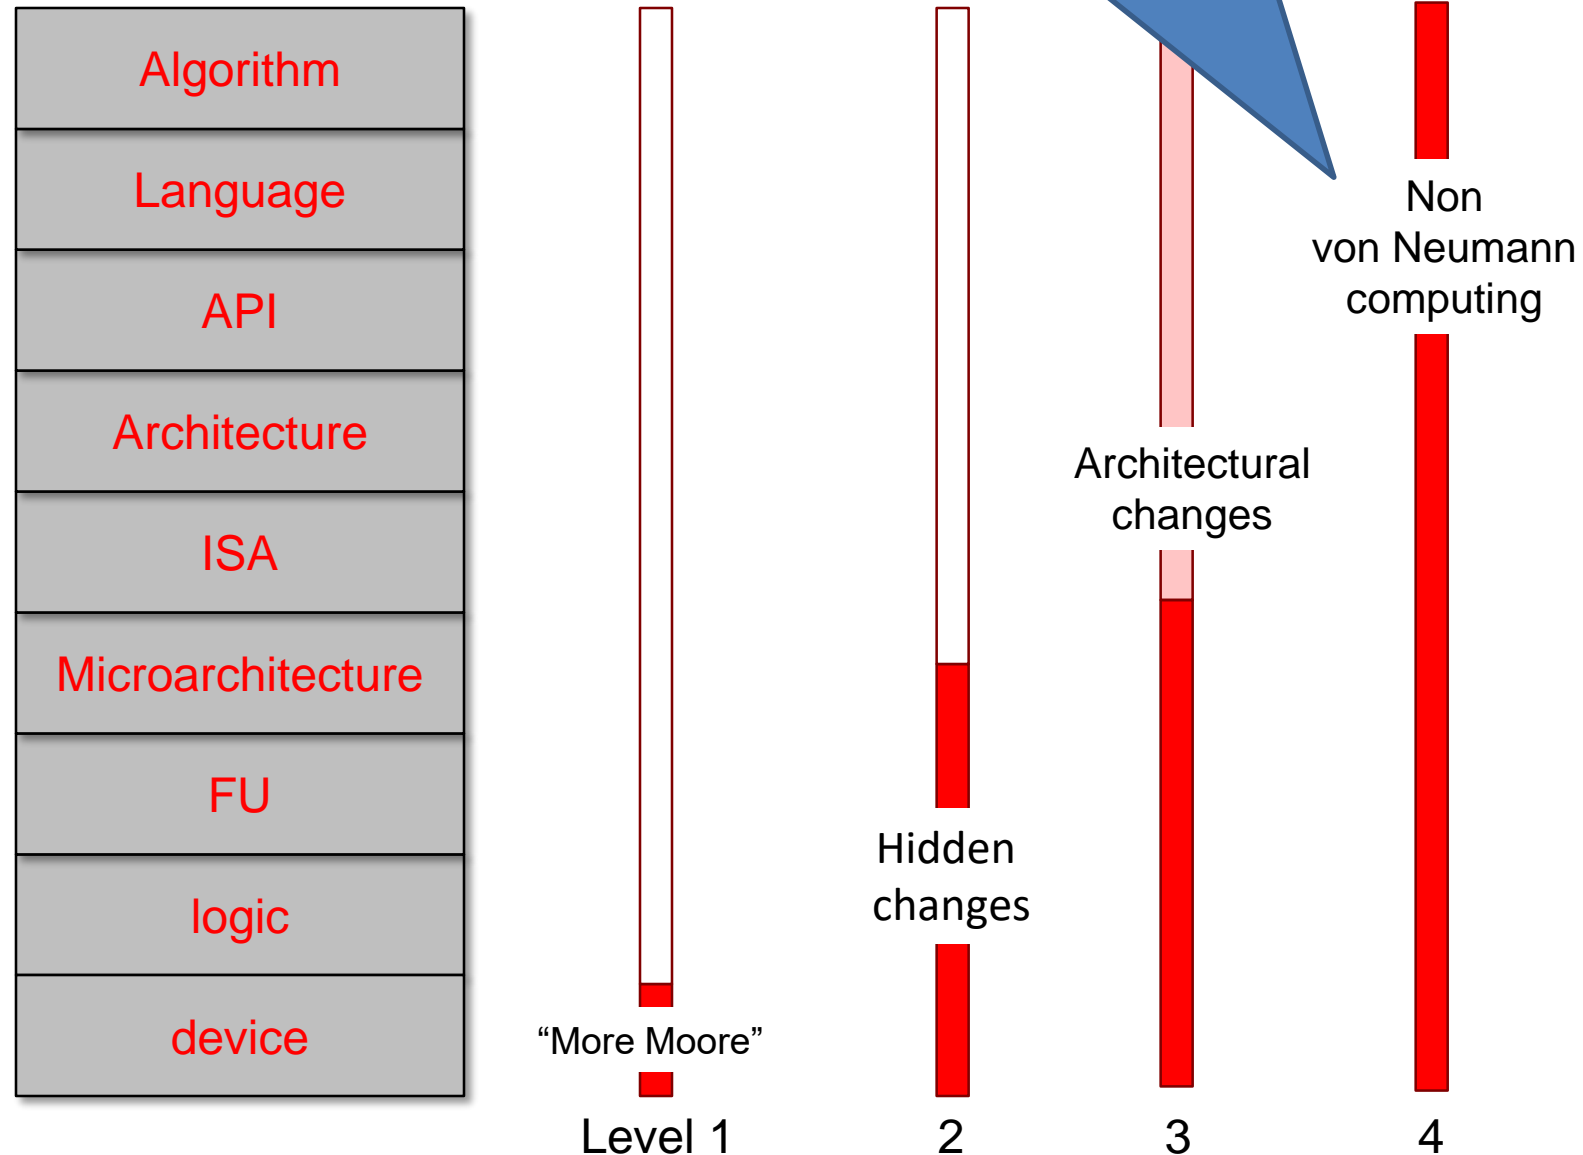 Algorithm
Language
API
Architecture
ISA
Microarchitecture
FU
logic
device
“More Moore”
Level 1
Hidden
changes
2
Architectural
changes
3
Non
von Neumann
computing
4